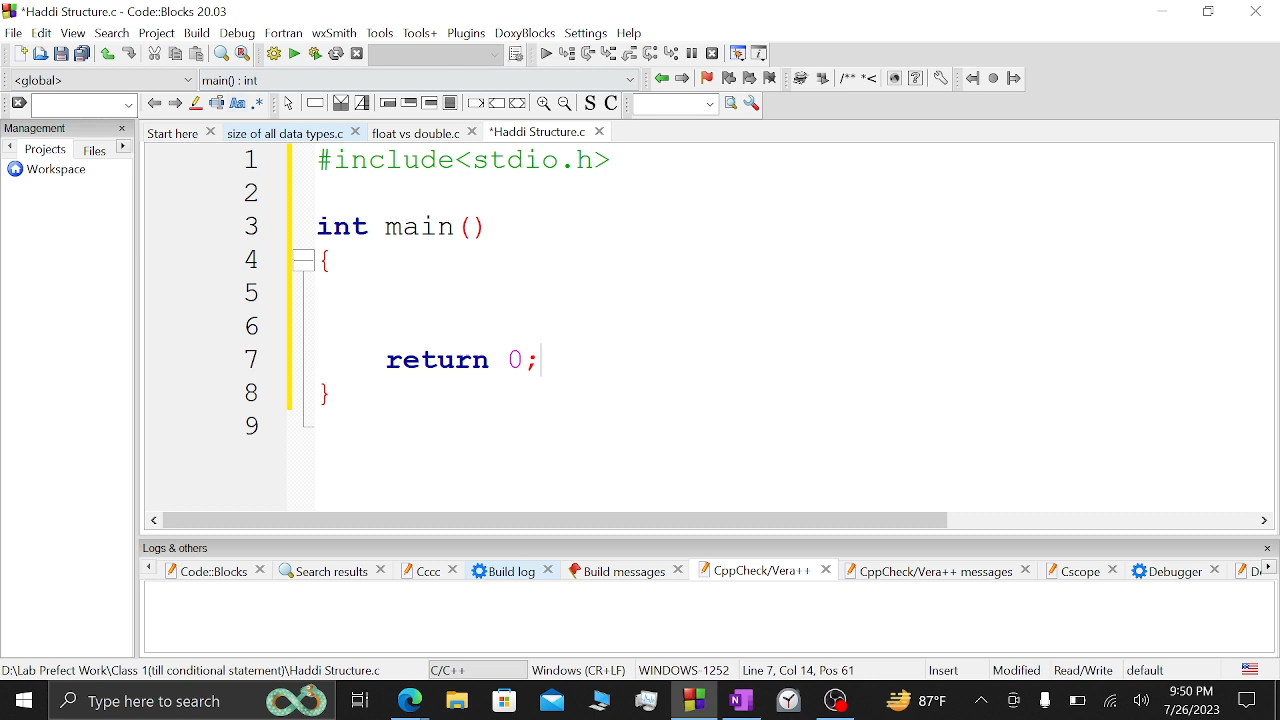 *Haddi Structure.c - Code::Blocks 20.03
File Edit View Search Project Build Debug Fortran wxSmith Tools Tools+ Plugins DoxyBlocks Settings Help
<global> main() : int
/** *<
Aa .* S C
Management
Projects Files
Workspace
Start here size of all data types.c float vs double.c *Haddi Structure.c
1 #include<stdio.h>
2
3 int main()
4 {
5
6
7 return 0;
8 }
9
Logs & others
Code::Blocks Search results Cccc Build log Build messages CppCheck/Vera++ CppCheck/Vera++ messages Cscope Debugger
D:\Lab Prefect Work\Class 1(till conditional statement)\Haddi Structure.c C/C++ Windows (CR+LF) WINDOWS-1252 Line 7, Col 14, Pos 61 Insert Modified Read/Write default
Type here to search 87°F 9:50 PM
7/26/2023